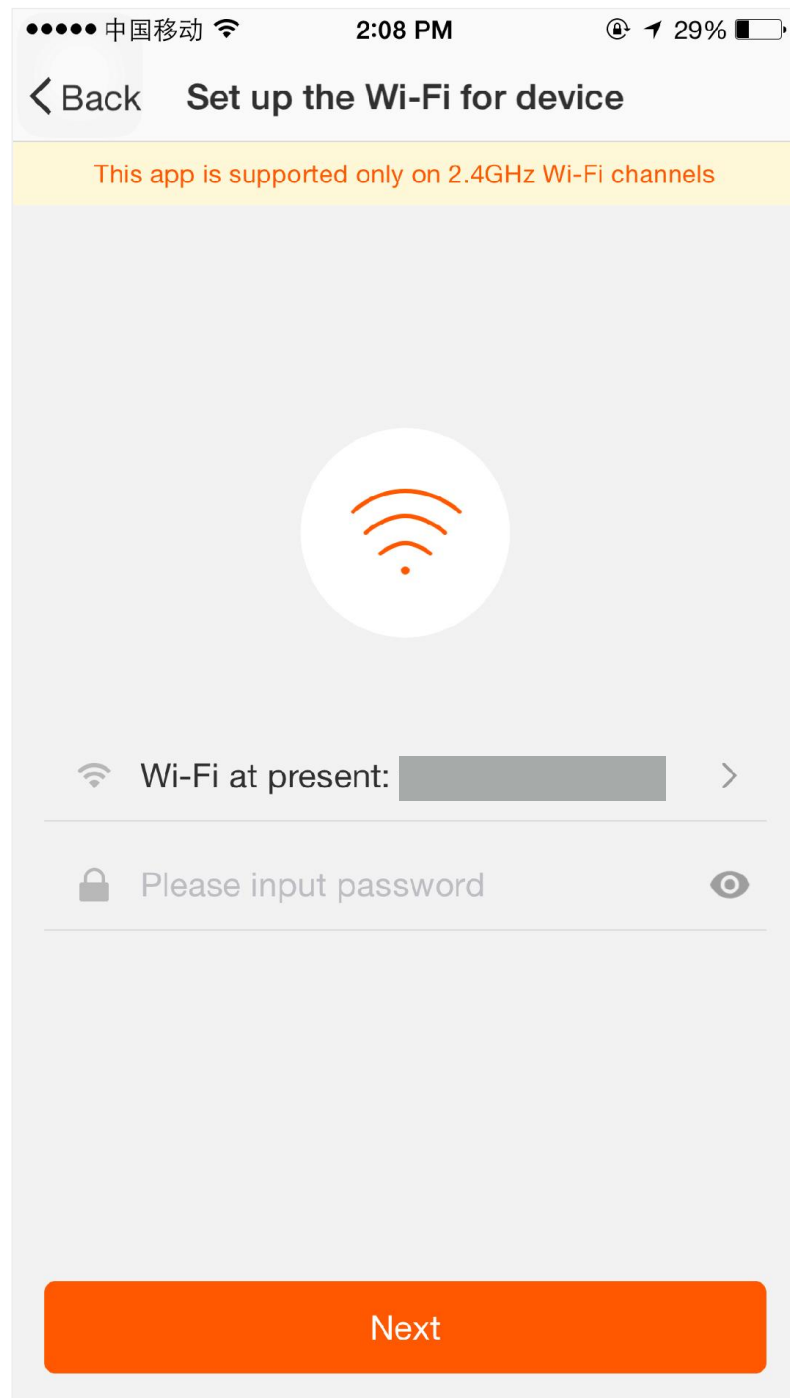 中国移动 2:08 PM 29%
Back Set up the Wi-Fi for device
This app is supported only on 2.4GHz Wi-Fi channels
Wi-Fi at present:
Please input password
Next